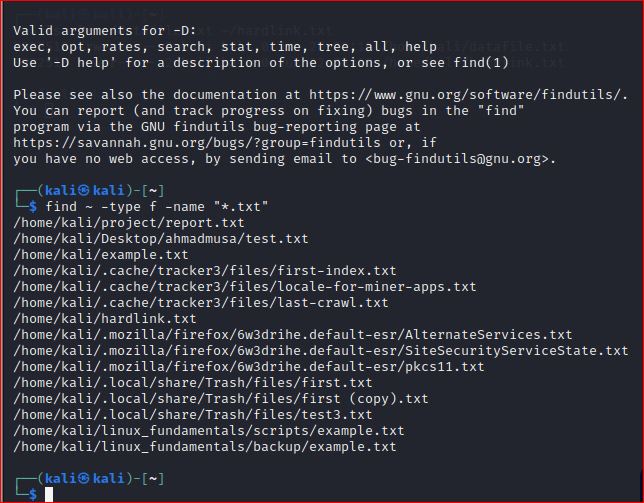 Valid arguments for -D:
exec, opt, rates, search, stat, time, tree, all, help
Use '-D help' for a description of the options, or see find(1)

Please see also the documentation at https://www.gnu.org/software/findutils/.
You can report (and track progress on fixing) bugs in the "find"
program via the GNU findutils bug-reporting page at
https://savannah.gnu.org/bugs/?group=findutils or, if
you have no web access, by sending email to <bug-findutils@gnu.org>.

┌──(kali㉿kali)-[~]
└─$ find ~ -type f -name "*.txt"
/home/kali/project/report.txt
/home/kali/Desktop/ahmadmusa/test.txt
/home/kali/example.txt
/home/kali/.cache/tracker3/files/first-index.txt
/home/kali/.cache/tracker3/files/locale-for-miner-apps.txt
/home/kali/.cache/tracker3/files/last-crawl.txt
/home/kali/hardlink.txt
/home/kali/.mozilla/firefox/6w3drihe.default-esr/AlternateServices.txt
/home/kali/.mozilla/firefox/6w3drihe.default-esr/SiteSecurityServiceState.txt
/home/kali/.mozilla/firefox/6w3drihe.default-esr/pkcs11.txt
/home/kali/.local/share/Trash/files/first.txt
/home/kali/.local/share/Trash/files/first (copy).txt
/home/kali/.local/share/Trash/files/test3.txt
/home/kali/linux_fundamentals/scripts/example.txt
/home/kali/linux_fundamentals/backup/example.txt

┌──(kali㉿kali)-[~]
└─$